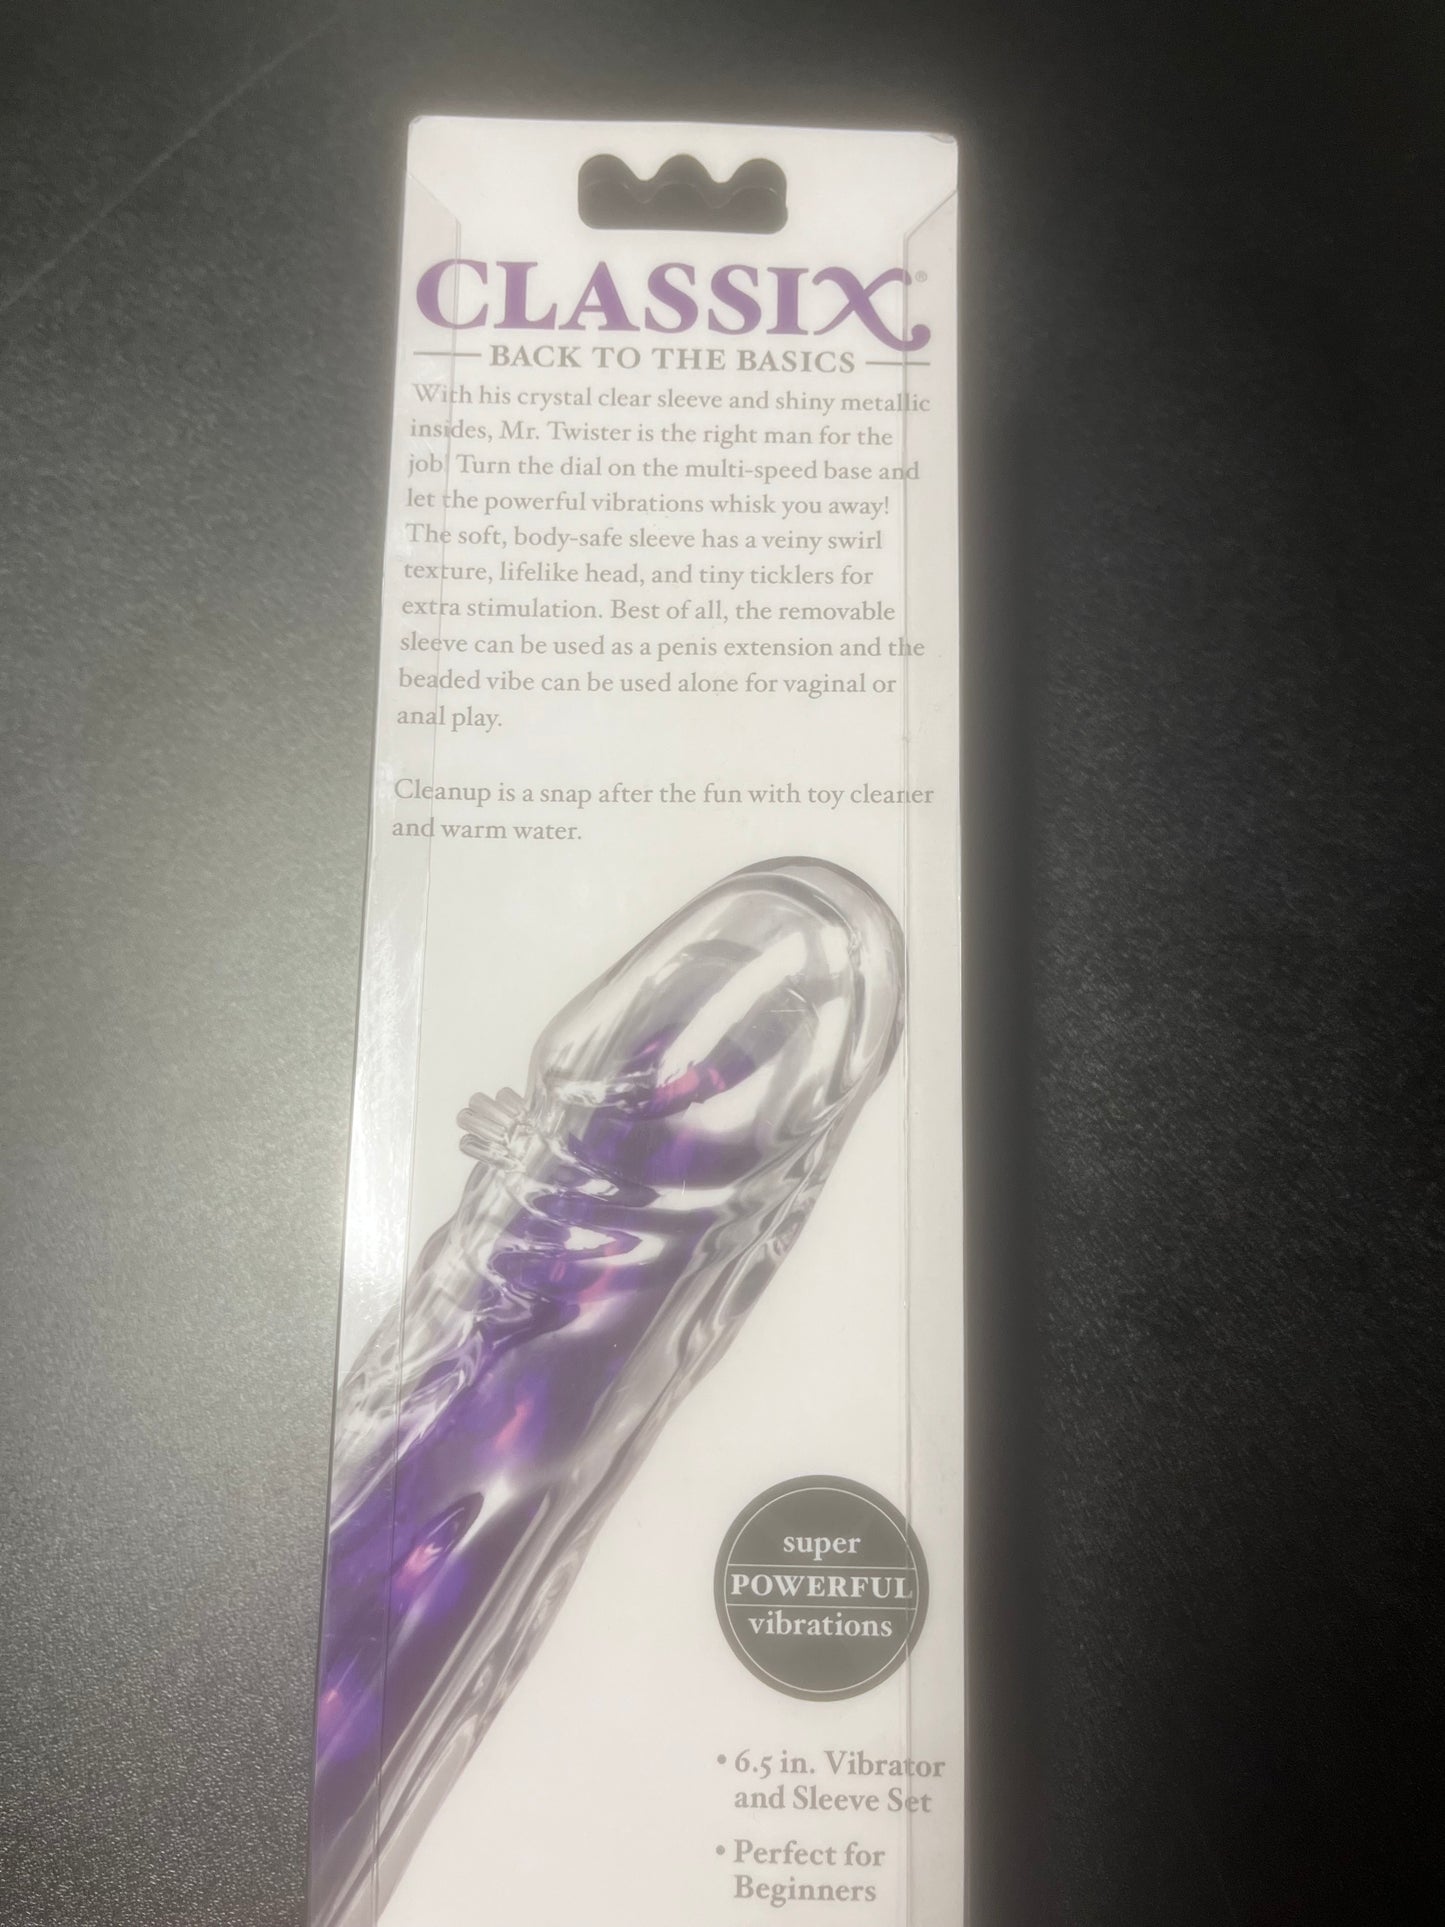 CLASSIX®
BACK TO THE BASICS
With his crystal clear sleeve and shiny metallic
insides, Mr. Twister is the right man for the
job! Turn the dial on the multi-speed base and
let the powerful vibrations whisk you away!
The soft, body-safe sleeve has a veiny swirl
texture, lifelike head, and tiny ticklers for
extra stimulation. Best of all, the removable
sleeve can be used as a penis extension and the
beaded vibe can be used alone for vaginal or
anal play.
Cleanup is a snap after the fun with toy cleaner
and warm water.
super
POWERFUL
vibrations
• 6.5 in. Vibrator
and Sleeve Set
• Perfect for
Beginners